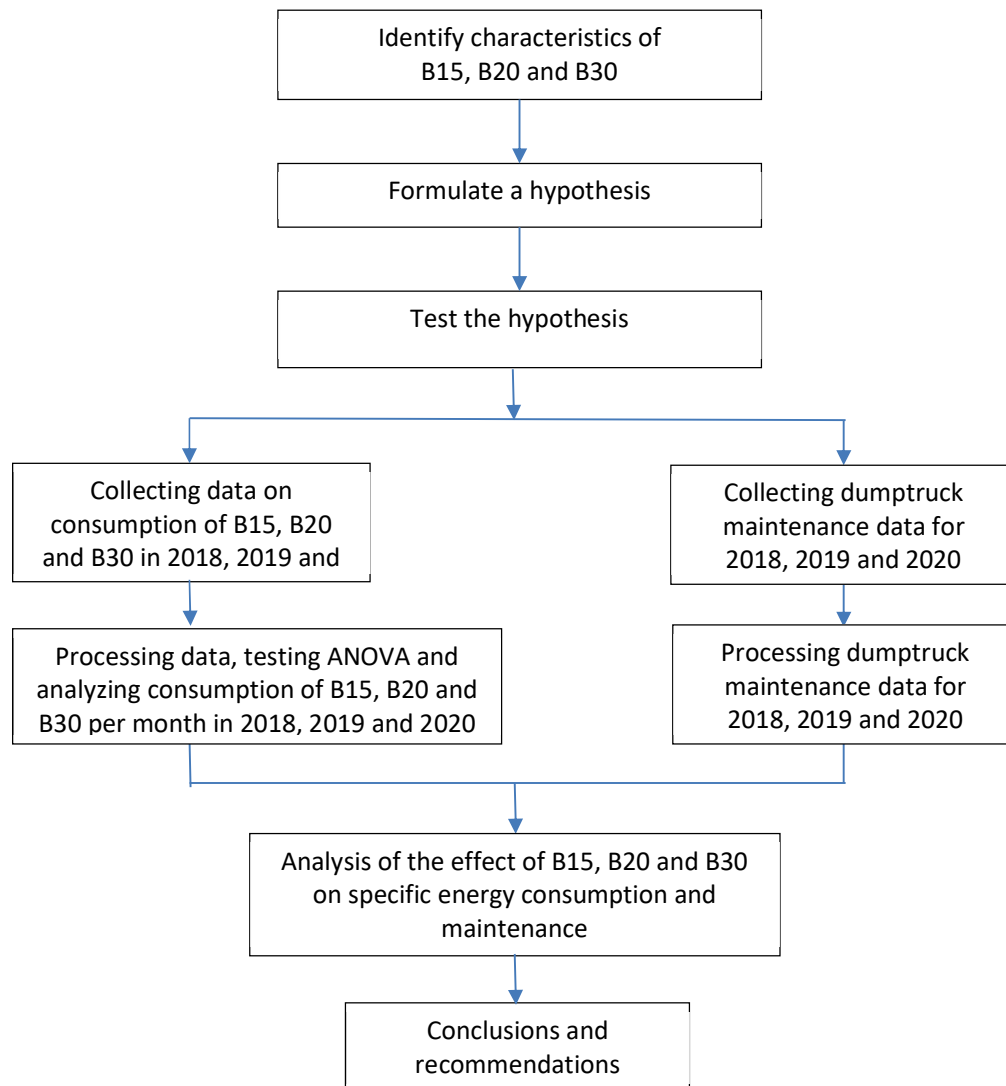 Identify characteristics of
B15, B20 and B30
Formulate a hypothesis
Test the hypothesis
Collecting data on
consumption of B15, B20
and B30 in 2018, 2019 and
Collecting dumptruck
maintenance data for
2018, 2019 and 2020
Processing data, testing ANOVA and
analyzing consumption of B15, B20 and
B30 per month in 2018, 2019 and 2020
Processing dumptruck
maintenance data for
2018, 2019 and 2020
Analysis of the effect of B15, B20 and B30
on specific energy consumption and
maintenance
Conclusions and
recommendations